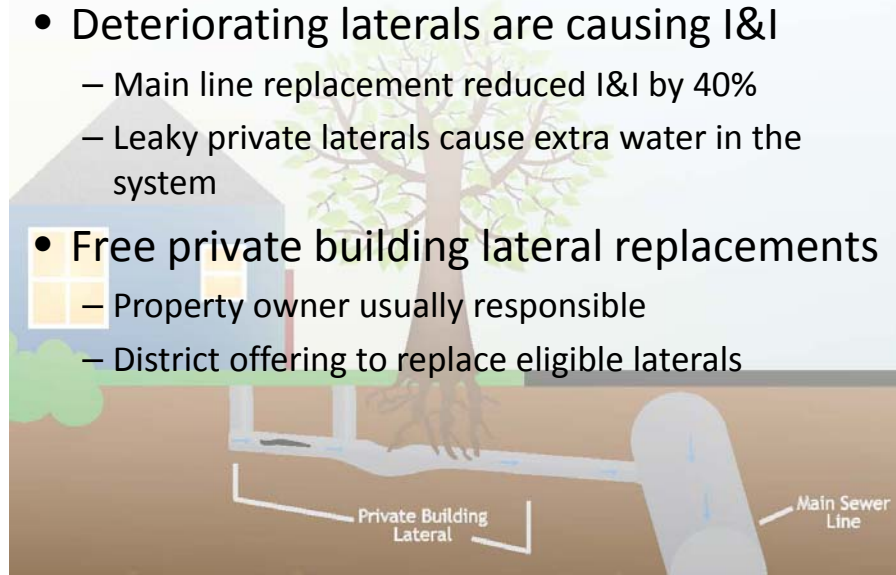 • Deteriorating laterals are causing I&I
– Main line replacement reduced I&I by 40%
– Leaky private laterals cause extra water in the
system
• Free private building lateral replacements
– Property owner usually responsible
– District offering to replace eligible laterals
Private Building
Lateral
Main Sewer
Line